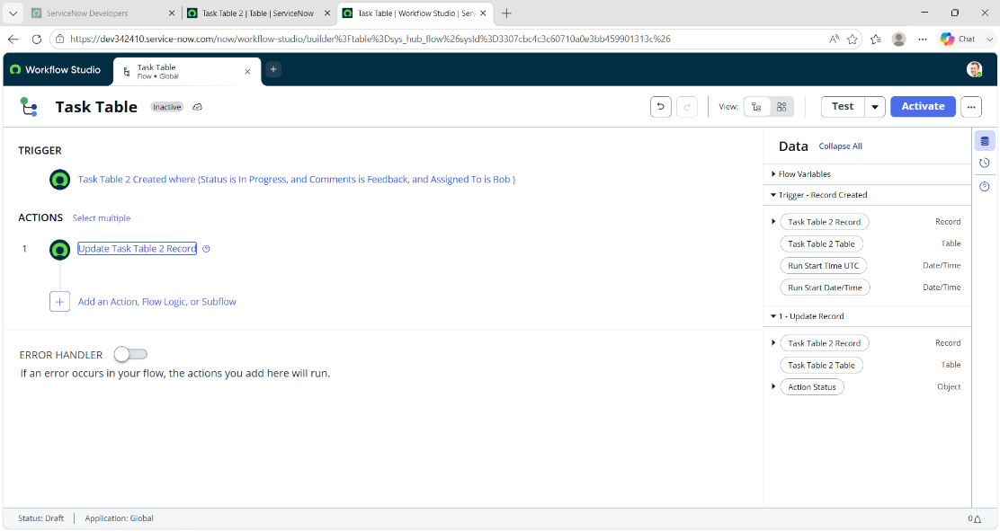 ServiceNow Developers
Task Table 2 | Table | ServiceNow
Task Table | Workflow Studio | Serv
https://dev342410.service-now.com/now/workflow-studio/builder%3Ftable%3Dsys_hub_flow%26sysId%3D3307cbc4c3c60710a0e3bb459901313c%26
Chat
Workflow Studio
Task Table
Flow • Global
Task Table
Inactive
View:
Test
Activate
TRIGGER
Task Table 2 Created where (Status is In Progress, and Comments is Feedback, and Assigned To is Bob )
ACTIONS Select multiple
1 Update Task Table 2 Record
Add an Action, Flow Logic, or Subflow
ERROR HANDLER
If an error occurs in your flow, the actions you add here will run.
Data Collapse All
Flow Variables
Trigger - Record Created
Task Table 2 Record Record
Task Table 2 Table Table
Run Start Time UTC Date/Time
Run Start Date/Time Date/Time
1 - Update Record
Task Table 2 Record Record
Task Table 2 Table Table
Action Status Object
Status: Draft Application: Global
0